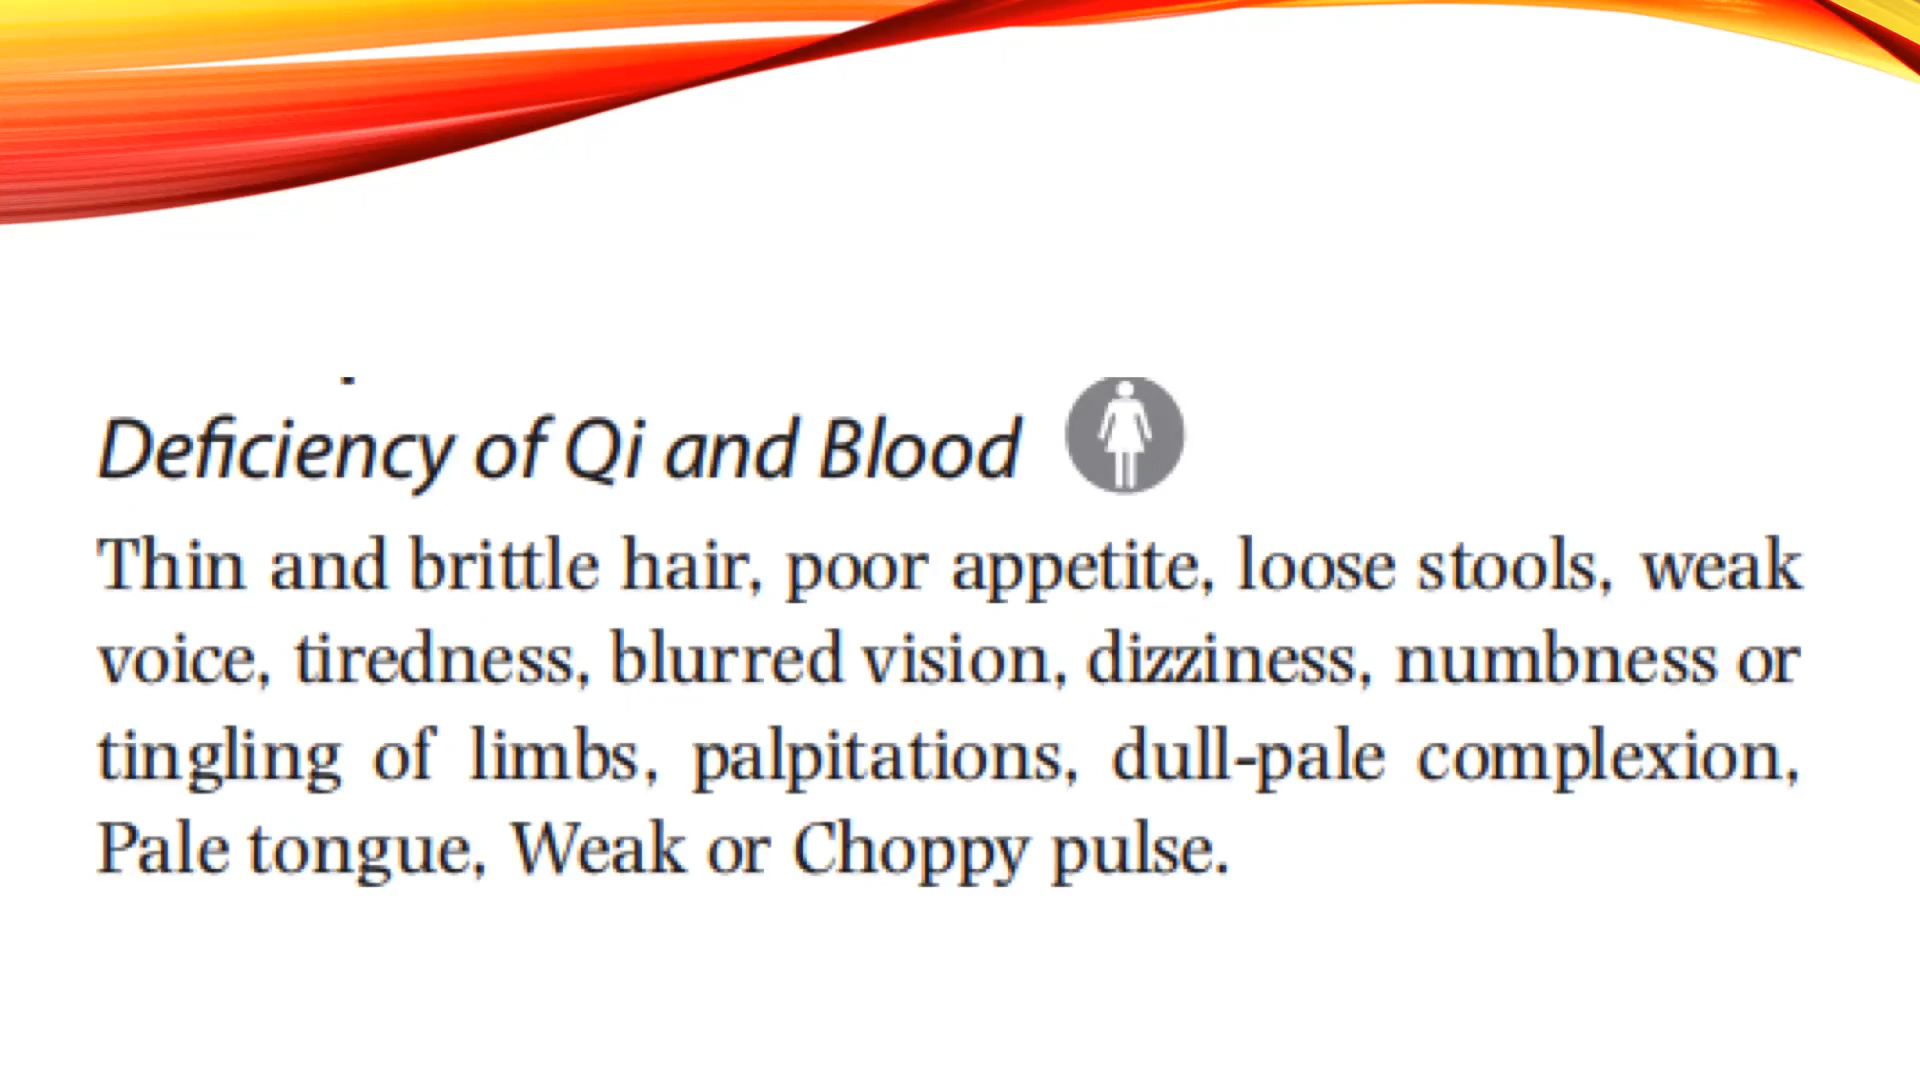 Deficiency of Qi and Blood
Thin and brittle hair, poor appetite, loose stools, weak
voice, tiredness, blurred vision, dizziness, numbness or
tingling of limbs, palpitations, dull-pale complexion,
Pale tongue, Weak or Choppy pulse.